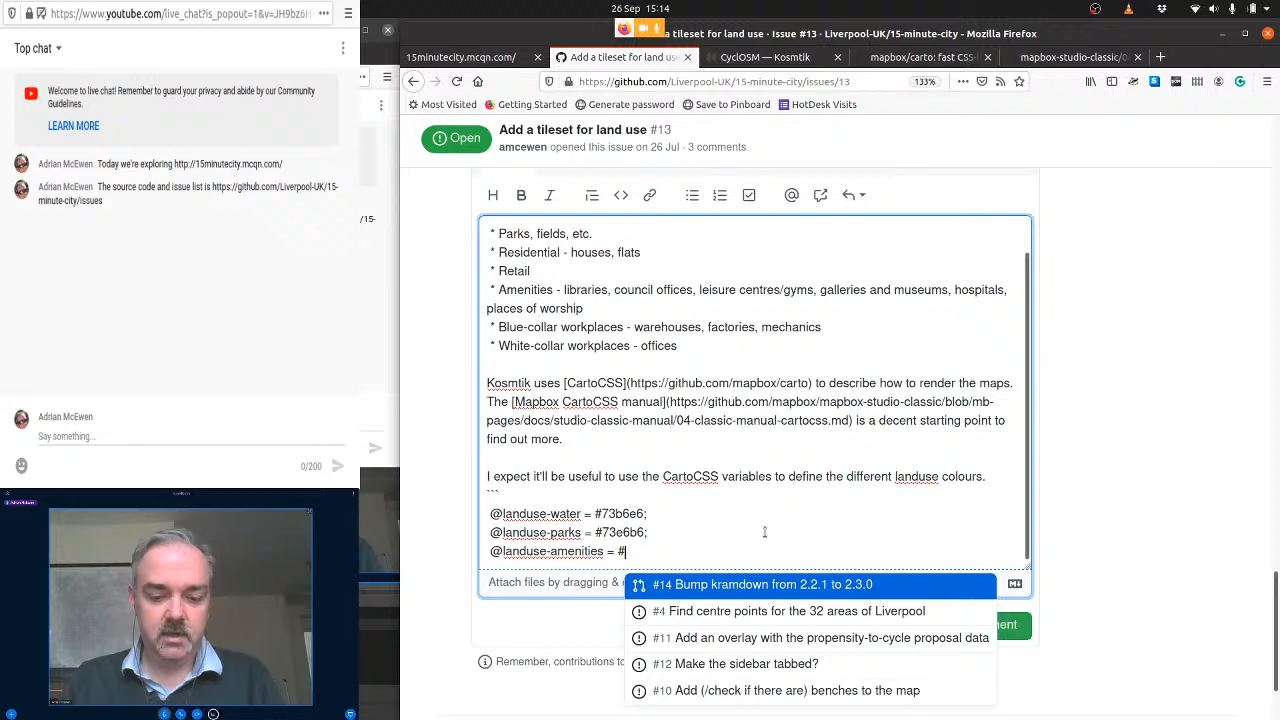 26 Sep 15:14
https://www.youtube.com/live_chat?is_popout=1&v=JH9bz6H
Top chat
Welcome to live chat! Remember to guard your privacy and abide by our Community
Guidelines.
LEARN MORE
Adrian McEwen Today we're exploring http://15minutecity.mcqn.com/
Adrian McEwen The source code and issue list is https://github.com/Liverpool-UK/15-
minute-city/issues
Adrian McEwen
Say something...
0/200
/15-
a tileset for land use · Issue #13 · Liverpool-UK/15-minute-city - Mozilla Firefox
15minutecity.mcqn.com/
Add a tileset for land use
CyclOSM — Kosmtik
mapbox/carto: fast CSS-l
mapbox-studio-classic/0
https://github.com/Liverpool-UK/15-minute-city/issues/13
133%
Most Visited
Getting Started
Generate password
Save to Pinboard
HotDesk Visits
Open
Add a tileset for land use #13
amcewen opened this issue on 26 Jul · 3 comments
* Parks, fields, etc.
* Residential - houses, flats
* Retail
* Amenities - libraries, council offices, leisure centres/gyms, galleries and museums, hospitals,
places of worship
* Blue-collar workplaces - warehouses, factories, mechanics
* White-collar workplaces - offices
Kosmtik uses [CartoCSS](https://github.com/mapbox/carto) to describe how to render the maps.
The [Mapbox CartoCSS manual](https://github.com/mapbox/mapbox-studio-classic/blob/mb-
pages/docs/studio-classic-manual/04-classic-manual-cartocss.md) is a decent starting point to
find out more.
I expect it'll be useful to use the CartoCSS variables to define the different landuse colours.
```
@landuse-water = #73b6e6;
@landuse-parks = #73e6b6;
@landuse-amenities = #
Attach files by dragging &
#14 Bump kramdown from 2.2.1 to 2.3.0
#4 Find centre points for the 32 areas of Liverpool
#11 Add an overlay with the propensity-to-cycle proposal data
#12 Make the sidebar tabbed?
#10 Add (/check if there are) benches to the map
ment
Remember, contributions to